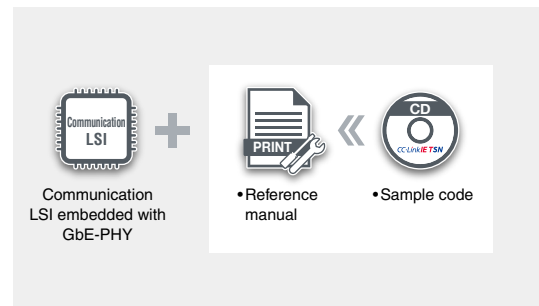 Communication
LSI
PRINT
CD
CC-Link IE TSN
Communication
LSI embedded with
GbE-PHY
•Reference
manual
•Sample code